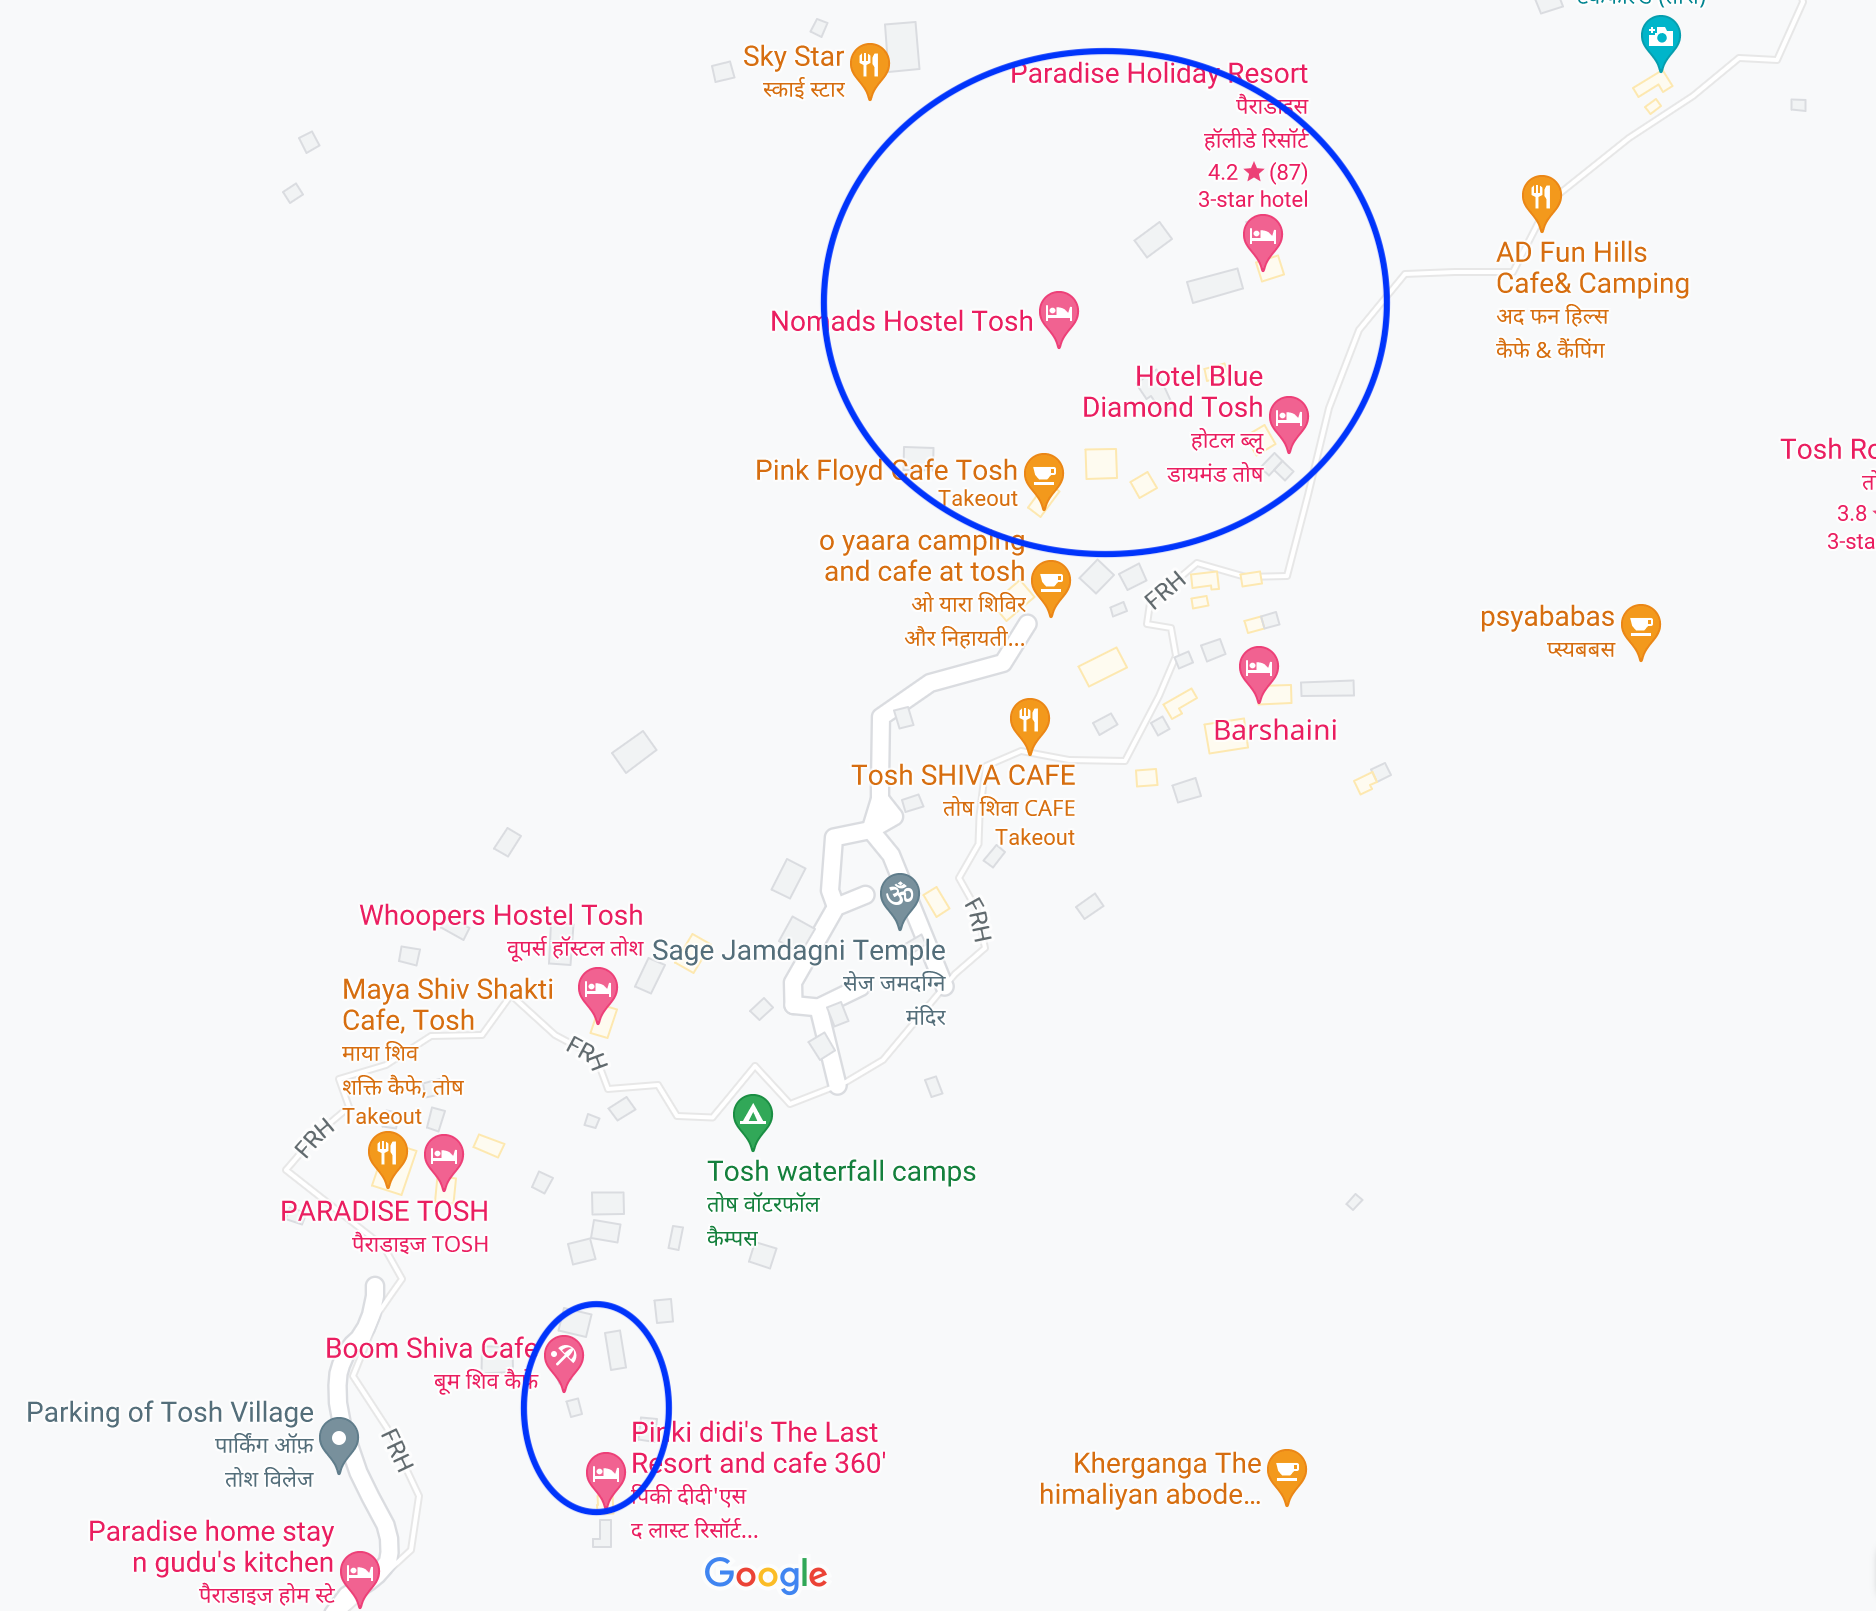 Sky Star
स्काई स्टार
Paradise Holiday Resort
पैराडाइस
हॉलीडे रिसॉर्ट
4.2 ★ (87)
3-star hotel
AD Fun Hills
Cafe& Camping
अद फन हिल्स
कैफे & कैंपिंग
Nomads Hostel Tosh
Hotel Blue
Diamond Tosh
होटल ब्लू
डायमंड तोष
Pink Floyd Cafe Tosh
Takeout
3.8
o yaara camping
and cafe at tosh
ओ यारा शिविर
और निहायती...
FRH
psyababas
प्स्यबबस
Barshaini
Tosh SHIVA CAFE
तोष शिवा CAFE
Takeout
FRH
Whoopers Hostel Tosh
वूपर्स हॉस्टल तोश
Sage Jamdagni Temple
सेज जमदग्नि
मंदिर
Maya Shiv Shakti
Cafe, Tosh
माया शिव
शक्ति कैफे, तोष
Takeout
FRH
FRH
PARADISE TOSH
पैराडाइज TOSH
Tosh waterfall camps
तोष वॉटरफॉल
कैम्पस
Boom Shiva Cafe
बूम शिव कैफे
Parking of Tosh Village
पार्किंग ऑफ़
तोश विलेज
FRH
Pinki didi's The Last
Resort and cafe 360'
पिंकी दीदी'एस
द लास्ट रिसॉर्ट...
Kherganga The
himaliyan abode...
Paradise home stay
n gudu's kitchen
पैराडाइज होम स्टे
Google